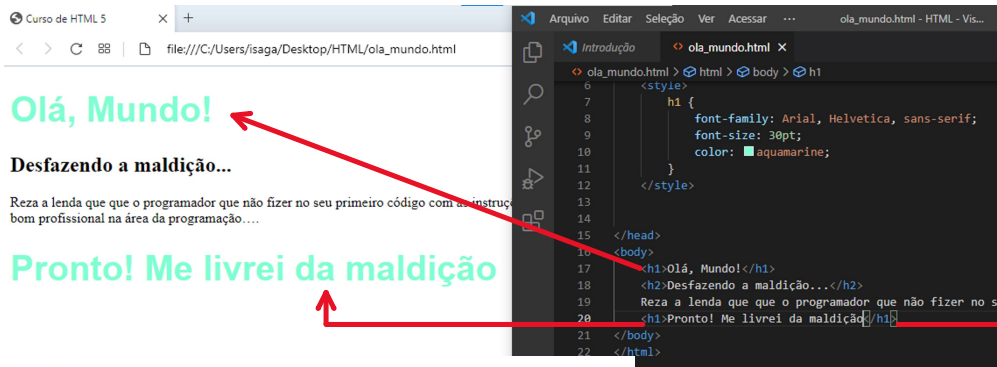 Curso de HTML 5
file:///C:/Users/isaga/Desktop/HTML/ola_mundo.html
Olá, Mundo!
Desfazendo a maldição...
Reza a lenda que que o programador que não fizer no seu primeiro código com as instruç
bom profissional na área da programação….
Pronto! Me livrei da maldição
Arquivo Editar Seleção Ver Acessar ··· ola_mundo.html - HTML - Vis...
Introdução ola_mundo.html
ola_mundo.html > html > body > h1
6 <style>
7 h1 {
8 font-family: Arial, Helvetica, sans-serif;
9 font-size: 30pt;
10 color: aquamarine;
11 }
12 </style>
13
14
15 </head>
16 <body>
17 <h1>Olá, Mundo!</h1>
18 <h2>Desfazendo a maldição...</h2>
19 Reza a lenda que que o programador que não fizer no s
20 <h1>Pronto! Me livrei da maldição</h1>
21 </body>
22 </html>